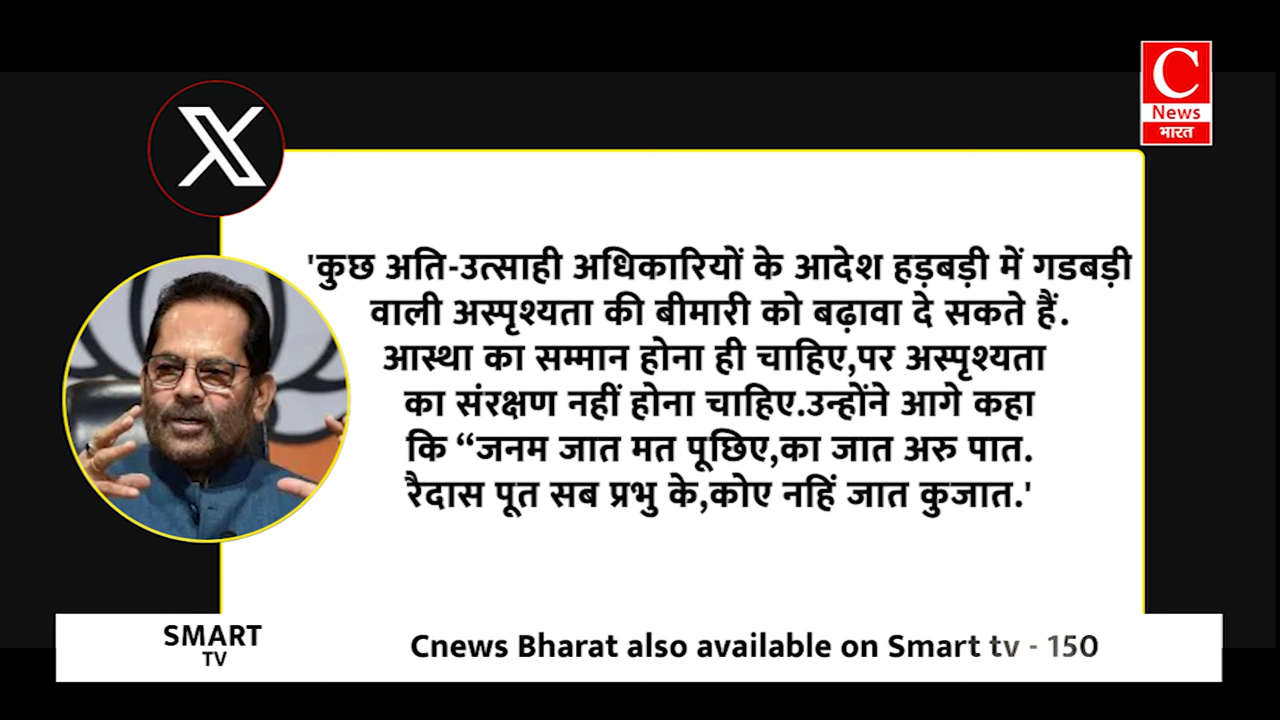 C
News
भारत
'कुछ अति-उत्साही अधिकारियों के आदेश हड़बड़ी में गडबड़ी
वाली अस्पृश्यता की बीमारी को बढ़ावा दे सकते हैं.
आस्था का सम्मान होना ही चाहिए,पर अस्पृश्यता
का संरक्षण नहीं होना चाहिए.उन्होंने आगे कहा
कि “जनम जात मत पूछिए,का जात अरु पात.
रैदास पूत सब प्रभु के,कोए नहिं जात कुजात.'
SMART
TV
Cnews Bharat also available on Smart tv - 150